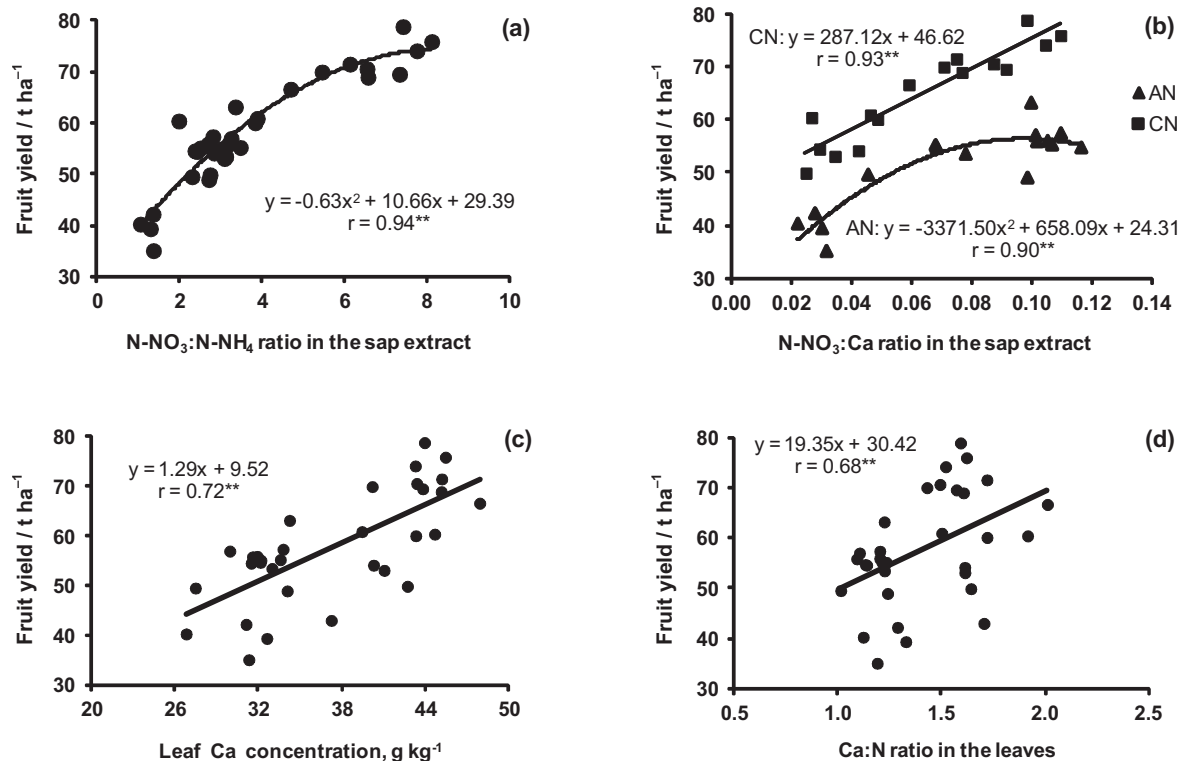 (a)
80
70
60
50
40
30
Fruit yield / t ha⁻¹
y = -0.63x² + 10.66x + 29.39
r = 0.94**
0 2 4 6 8 10
N-NO₃:N-NH₄ ratio in the sap extract
(b)
80
70
60
50
40
30
Fruit yield / t ha⁻¹
CN: y = 287.12x + 46.62
r = 0.93**
AN
CN
AN: y = -3371.50x² + 658.09x + 24.31
r = 0.90**
0.00 0.02 0.04 0.06 0.08 0.10 0.12 0.14
N-NO₃:Ca ratio in the sap extract
(c)
80
70
60
50
40
30
Fruit yield / t ha⁻¹
y = 1.29x + 9.52
r = 0.72**
20 26 32 38 44 50
Leaf Ca concentration, g kg⁻¹
(d)
80
70
60
50
40
30
Fruit yield / t ha⁻¹
y = 19.35x + 30.42
r = 0.68**
0.5 1.0 1.5 2.0 2.5
Ca:N ratio in the leaves